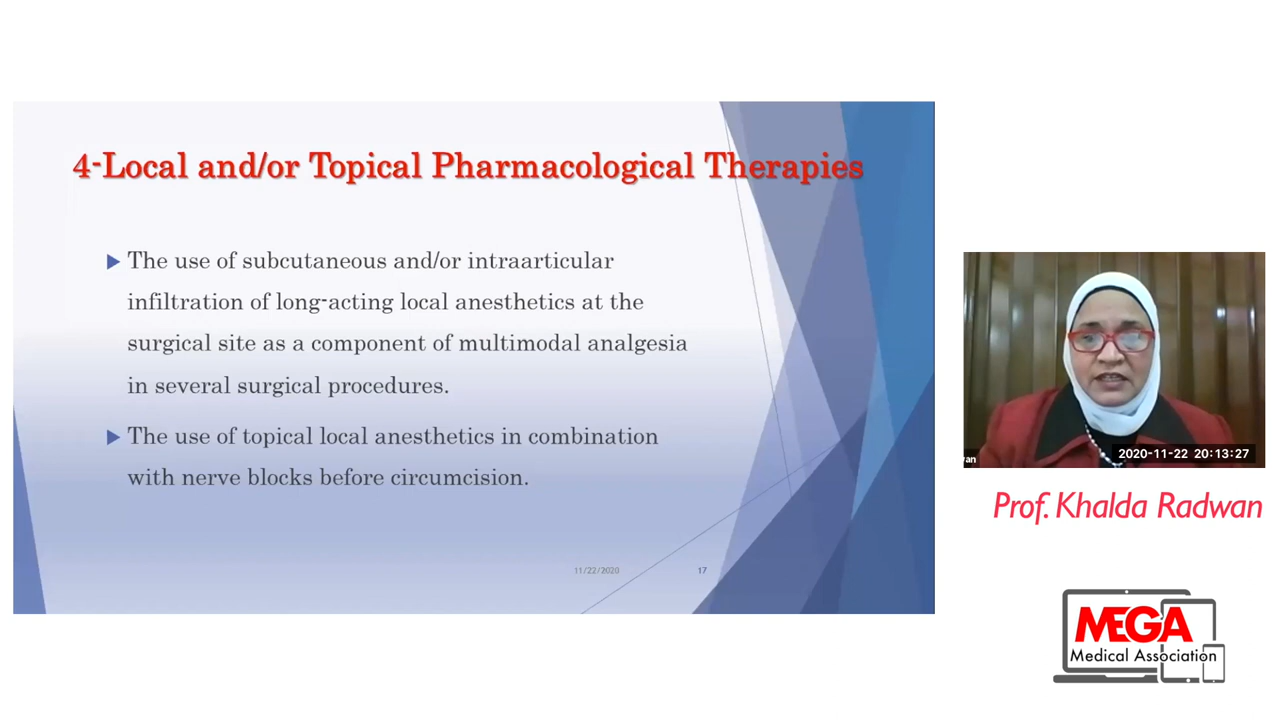 4-Local and/or Topical Pharmacological Therapies
The use of subcutaneous and/or intraarticular
infiltration of long-acting local anesthetics at the
surgical site as a component of multimodal analgesia
in several surgical procedures.
The use of topical local anesthetics in combination
with nerve blocks before circumcision.
11/22/2020
17
2020-11-22 20:13:27
Prof. Khalda Radwan
MEGA
Medical Association